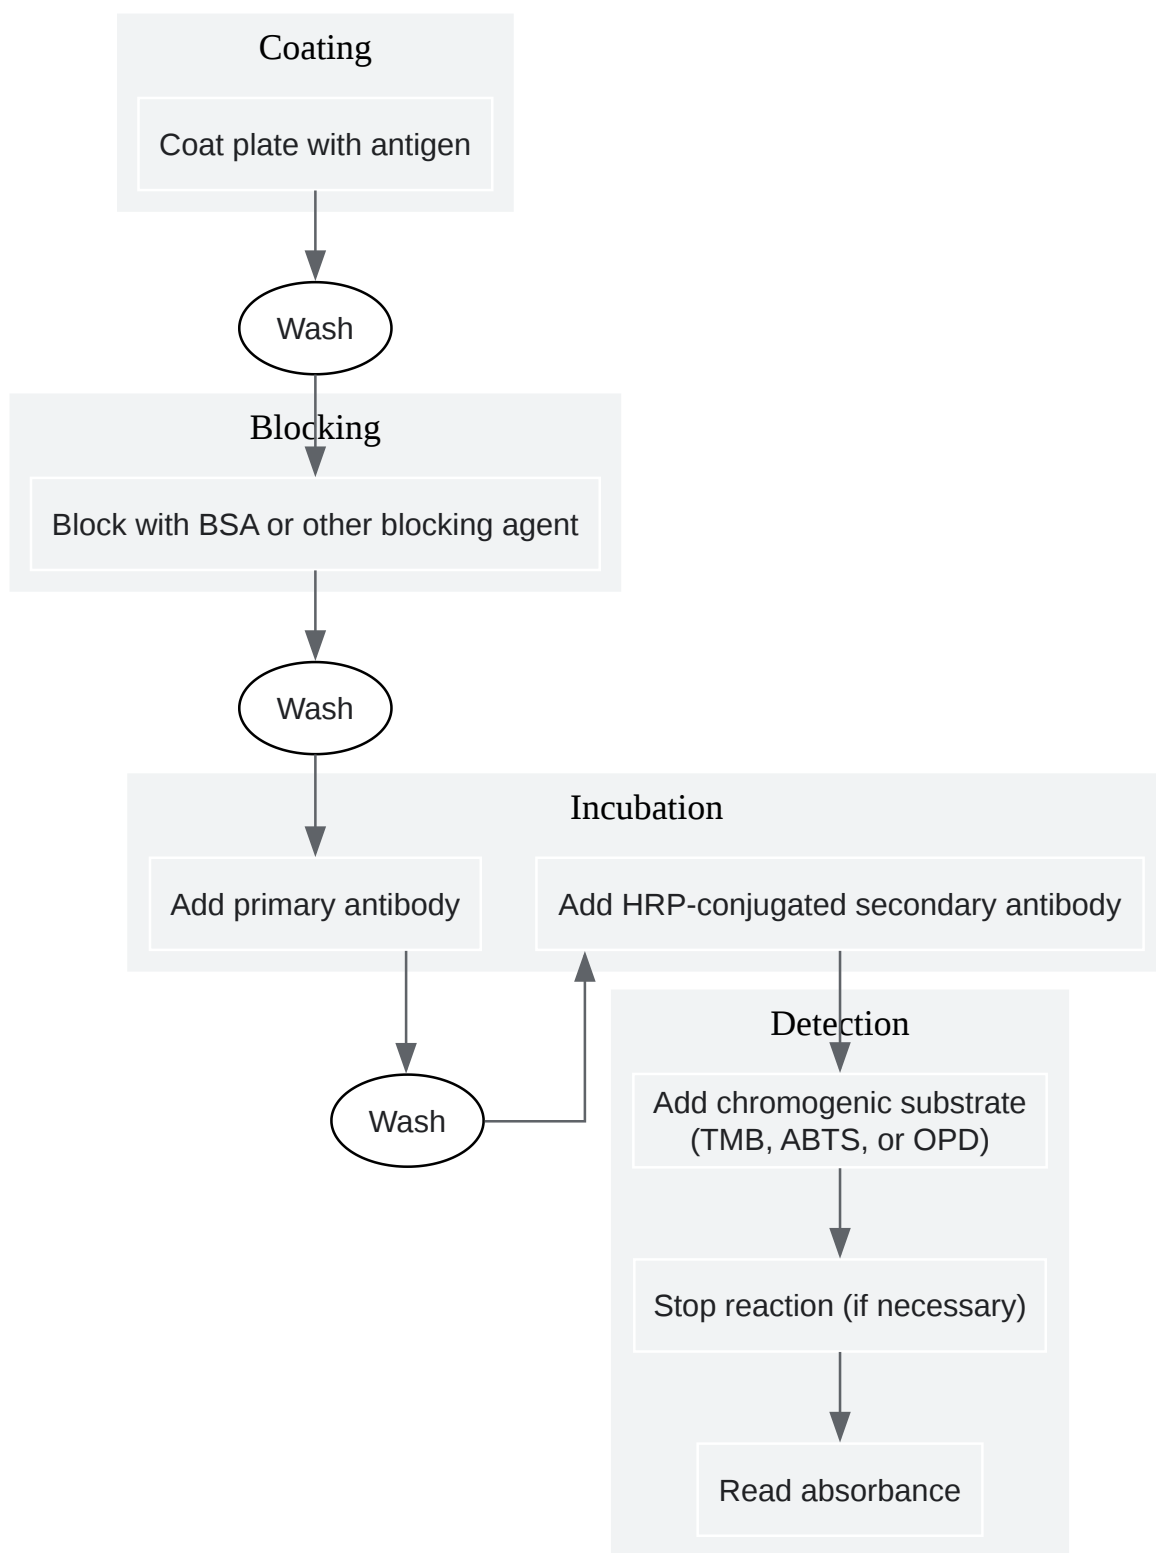 Coating
Coat plate with antigen
Wash
Blocking
Block with BSA or other blocking agent
Wash
Incubation
Add primary antibody
Add HRP-conjugated secondary antibody
Wash
Detection
Add chromogenic substrate
(TMB, ABTS, or OPD)
Stop reaction (if necessary)
Read absorbance